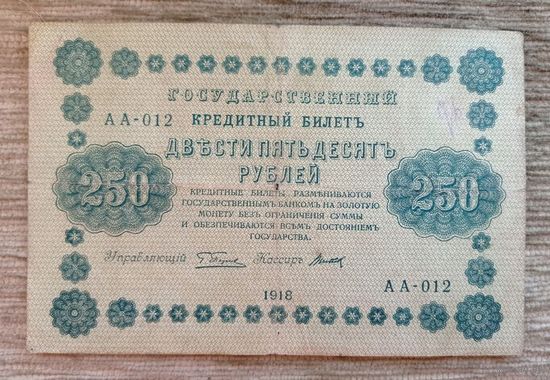 ГОСУДАРСТВЕННЫЙ
АА-012 КРЕДИТНЫЙ БИЛЕТЪ
ДВѢСТИ ПЯТЬДЕСЯТЪ
РУБЛЕЙ
250 250
КРЕДИТНЫЕ БИЛЕТЫ РАЗМѢНИВАЮТСЯ
ГОСУДАРСТВЕННЫМЪ БАНКОМЪ НА ЗОЛОТУЮ
МОНЕТУ БЕЗЪ ОГРАНИЧЕНІЯ СУММЫ
И ОБЕЗПЕЧИВАЮТСЯ ВСѢМЪ ДОСТОЯНІЕМЪ
ГОСУДАРСТВА.
Управляющій Кассиръ
1918
АА-012